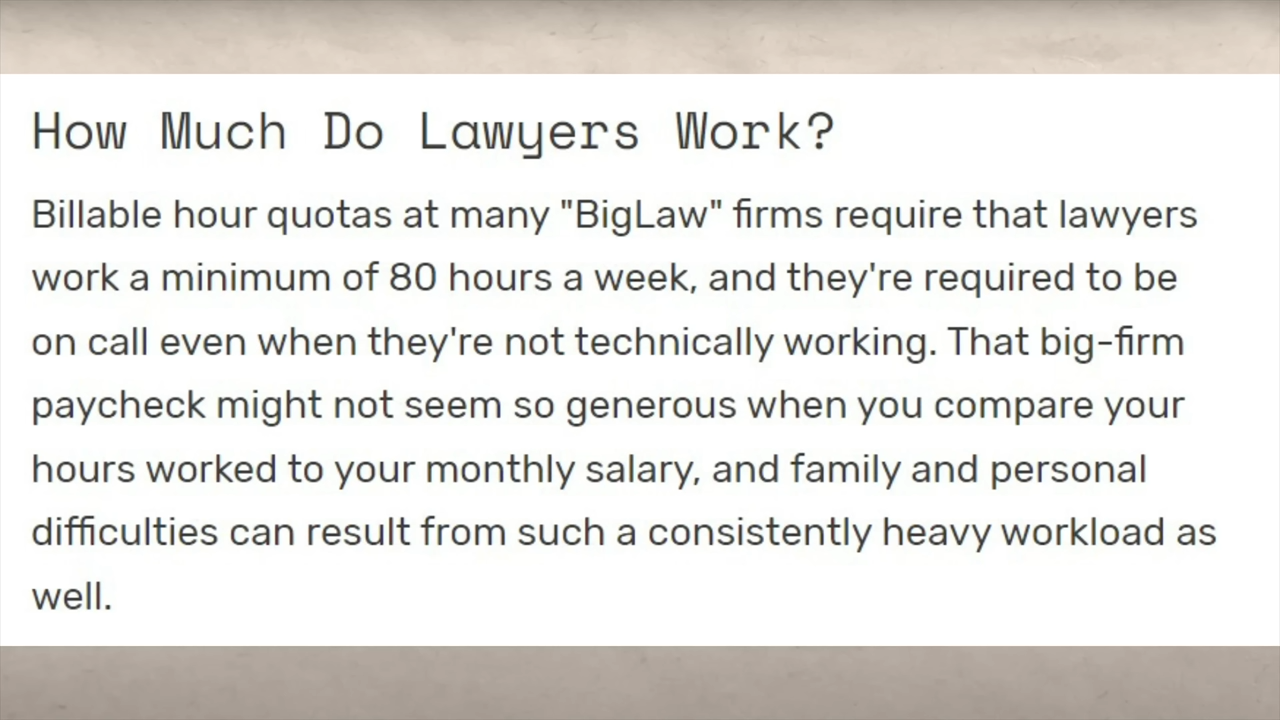 How Much Do Lawyers Work?
Billable hour quotas at many "BigLaw" firms require that lawyers
work a minimum of 80 hours a week, and they're required to be
on call even when they're not technically working. That big-firm
paycheck might not seem so generous when you compare your
hours worked to your monthly salary, and family and personal
difficulties can result from such a consistently heavy workload as
well.